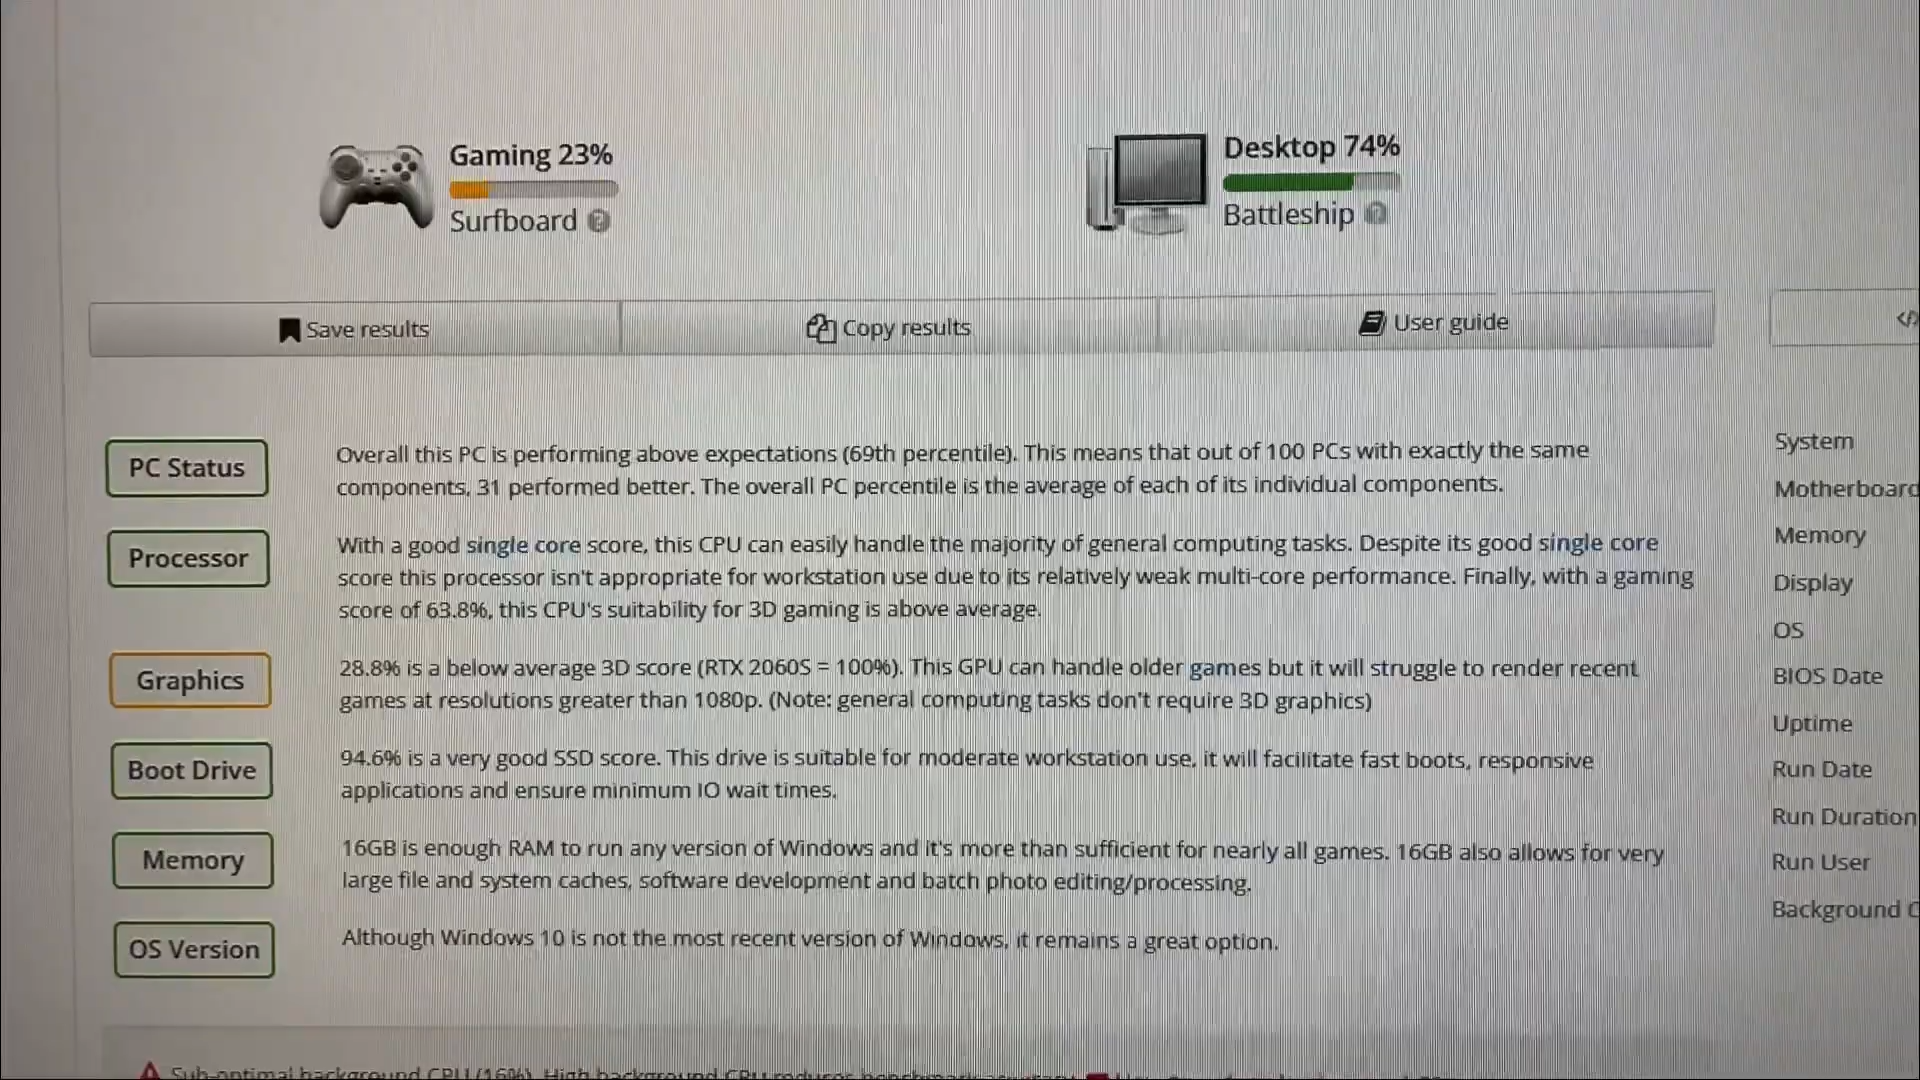 Gaming 23%
Surfboard
Desktop 74%
Battleship
Save results
Copy results
User guide
PC Status
Overall this PC is performing above expectations (69th percentile). This means that out of 100 PCs with exactly the same
components, 31 performed better. The overall PC percentile is the average of each of its individual components.
Processor
With a good single core score, this CPU can easily handle the majority of general computing tasks. Despite its good single core
score this processor isn't appropriate for workstation use due to its relatively weak multi-core performance. Finally, with a gaming
score of 63.8%, this CPU's suitability for 3D gaming is above average.
Graphics
28.8% is a below average 3D score (RTX 2060S = 100%). This GPU can handle older games but it will struggle to render recent
games at resolutions greater than 1080p. (Note: general computing tasks don't require 3D graphics)
Boot Drive
94.6% is a very good SSD score. This drive is suitable for moderate workstation use, it will facilitate fast boots, responsive
applications and ensure minimum IO wait times.
Memory
16GB is enough RAM to run any version of Windows and it's more than sufficient for nearly all games. 16GB also allows for very
large file and system caches, software development and batch photo editing/processing.
OS Version
Although Windows 10 is not the most recent version of Windows, it remains a great option.
System
Motherboard
Memory
Display
OS
BIOS Date
Uptime
Run Date
Run Duration
Run User
Background
Sub-optimal background CPU (16%). High background CPU reduces benchmark